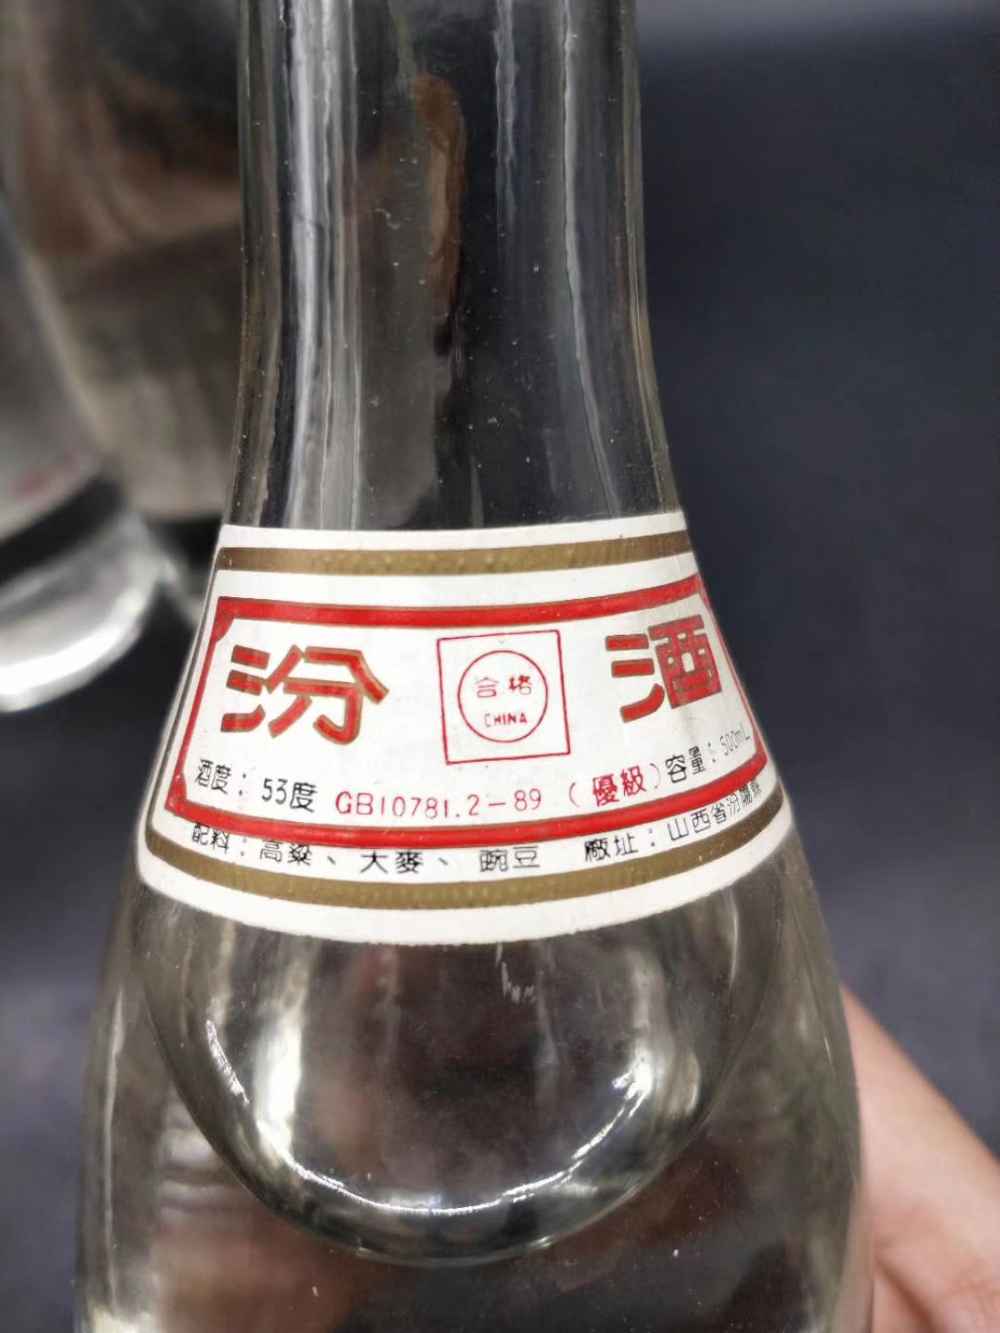 汾 酒
合格
CHINA
酒度：53度 GB10781.2－89（優級）容量：500mL
配料：高粱、大麥、豌豆 廠址：山西省汾陽縣